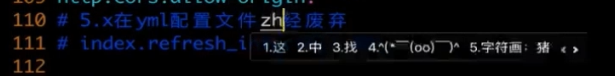 109 http.cors.allow-origin:
110 # 5.x在yml配置文件zh经废弃
111 # index.refresh_i
1.这 2.中 3.找 4.^(*￣(oo)￣)^ 5.字符画：猪 ‹ ›
112